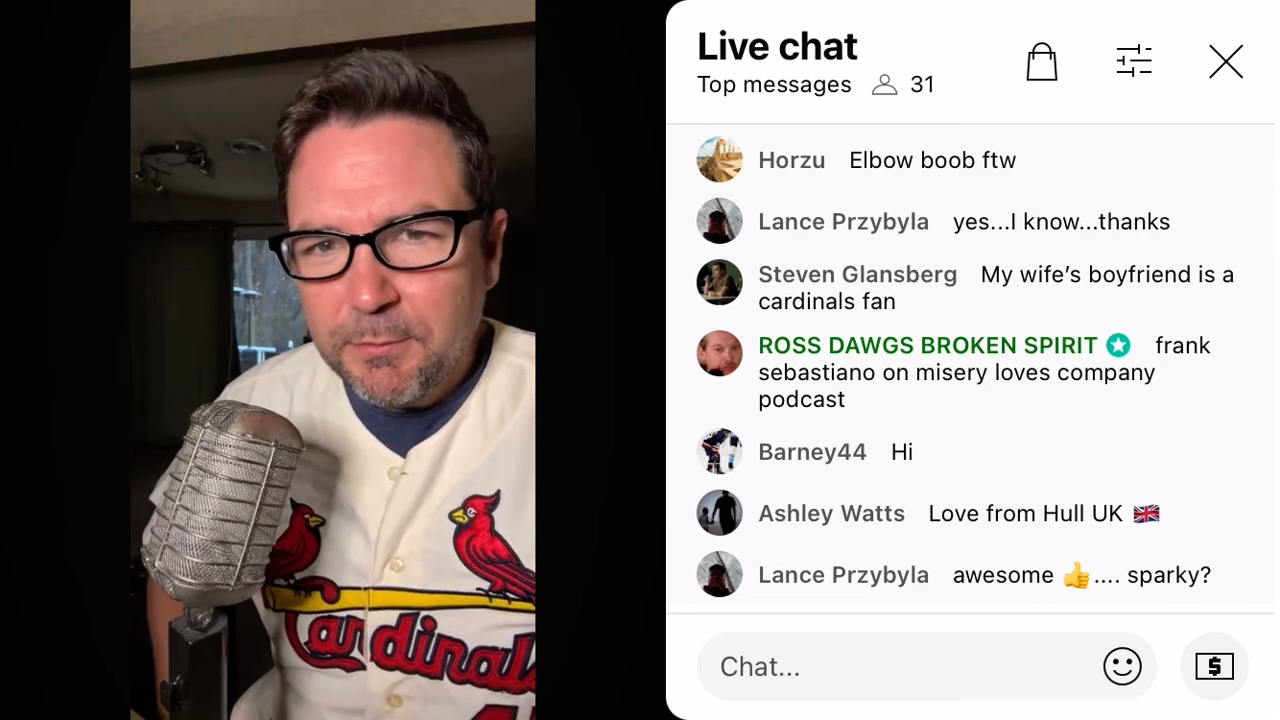 Live chat
Top messages 31
Horzu Elbow boob ftw
Lance Przybyla yes...I know...thanks
Steven Glansberg My wife's boyfriend is a
cardinals fan
ROSS DAWGS BROKEN SPIRIT frank
sebastiano on misery loves company
podcast
Barney44 Hi
Ashley Watts Love from Hull UK 🇬🇧
Lance Przybyla awesome 👍.... sparky?
Chat...
$
Cardinals